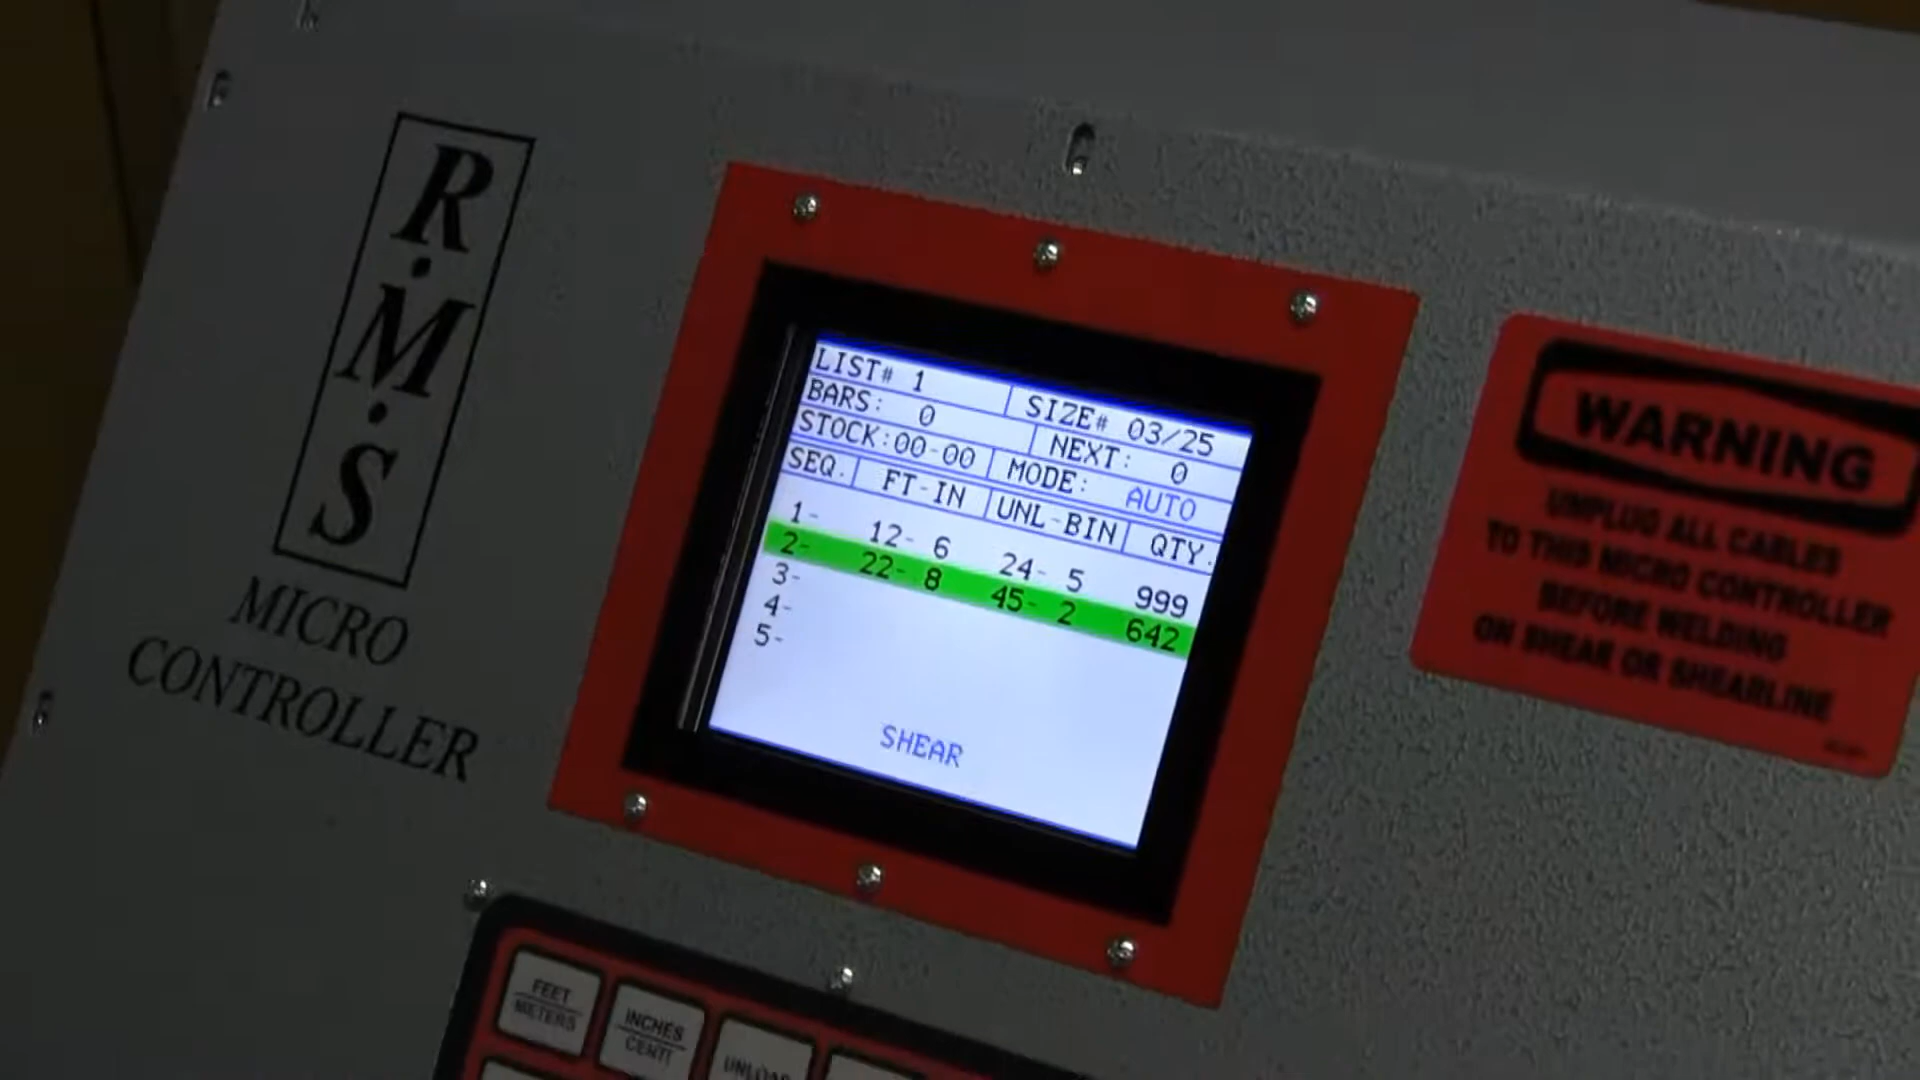 R.M.S
MICRO
CONTROLLER
LIST# 1
SIZE# 03/25
BARS: 0
NEXT: 0
STOCK:00-00
MODE: AUTO
SEQ. FT-IN UNL-BIN QTY.
1- 12- 6 24- 5 999
2- 22- 8 45- 2 642
3-
4-
5-
SHEAR
WARNING
UNPLUG ALL CABLES
TO THIS MICRO CONTROLLER
BEFORE WELDING
ON SHEAR OR SHEARLINE
FEET
METERS
INCHES
CENTI
UNLOAD